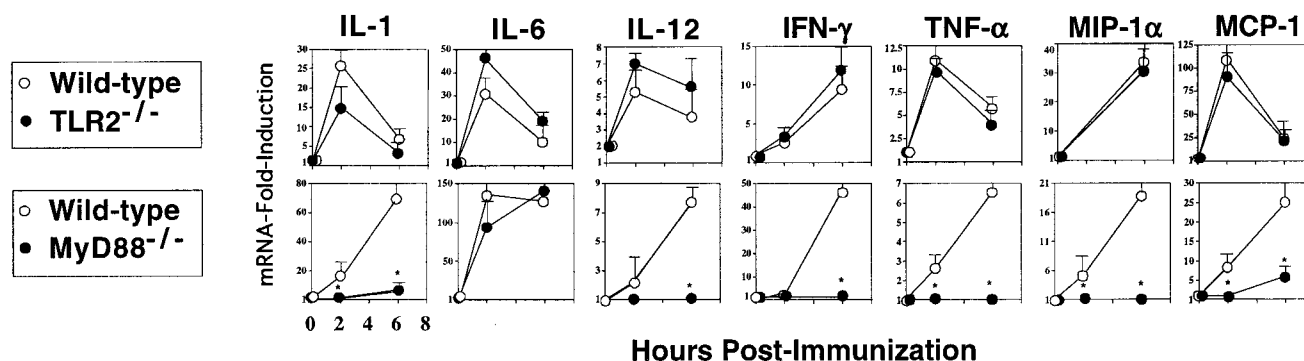 IL-1 IL-6 IL-12 IFN-γ TNF-α MIP-1α MCP-1
Wild-type
TLR2-/-
30 25 20 15 10 5 1
50 40 30 20 10 1
8 7 6 5 4 3 2 1
15 10 5 1
12.5 10 7.5 5 2.5 1
40 30 20 10 1
125 100 75 50 25 1
Wild-type
MyD88-/-
mRNA-Fold-Induction
80 60 40 20 1
150 100 50 1
9 7 5 3 1
50 40 30 20 10 1
7 6 5 4 3 2 1
21 16 11 6 1
30 25 20 15 10 5 1
* *
*
*
* * *
* * *
* *
0 2 4 6 8
Hours Post-Immunization